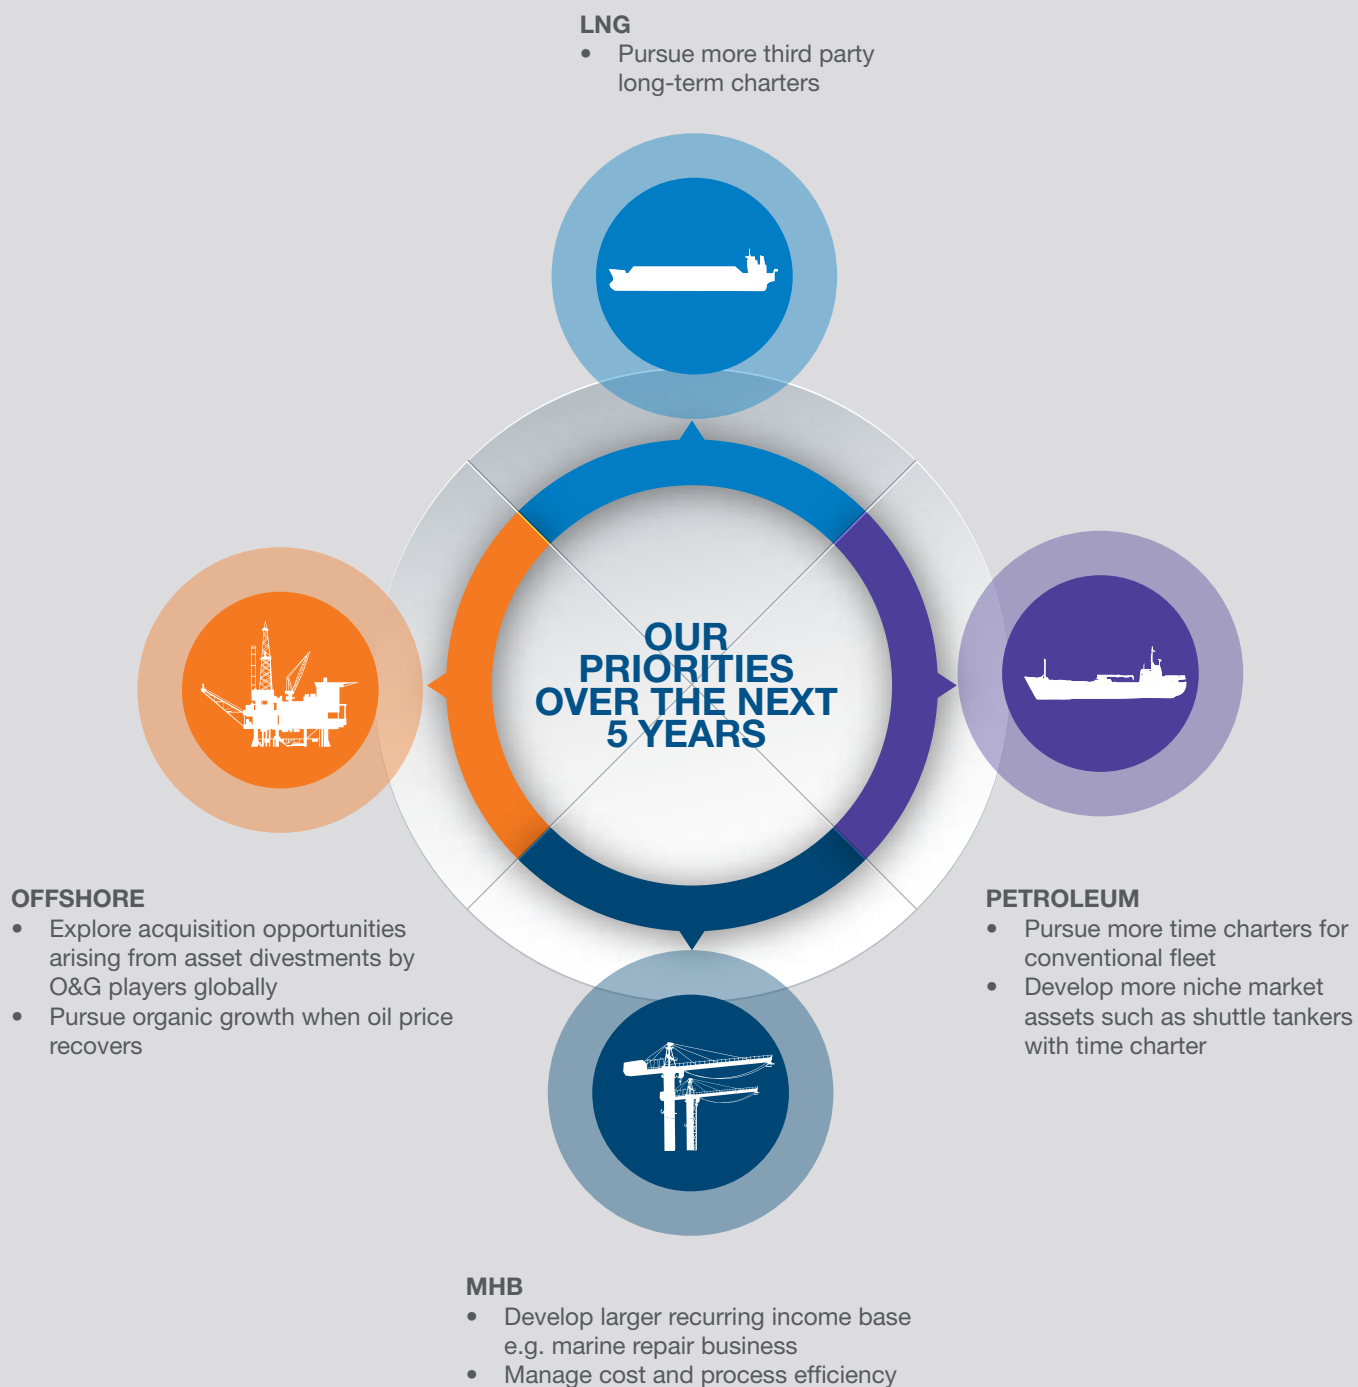 LNG
• Pursue more third party
long-term charters
OUR
PRIORITIES
OVER THE NEXT
5 YEARS
OFFSHORE
• Explore acquisition opportunities
arising from asset divestments by
O&G players globally
• Pursue organic growth when oil price
recovers
PETROLEUM
• Pursue more time charters for
conventional fleet
• Develop more niche market
assets such as shuttle tankers
with time charter
MHB
• Develop larger recurring income base
e.g. marine repair business
• Manage cost and process efficiency